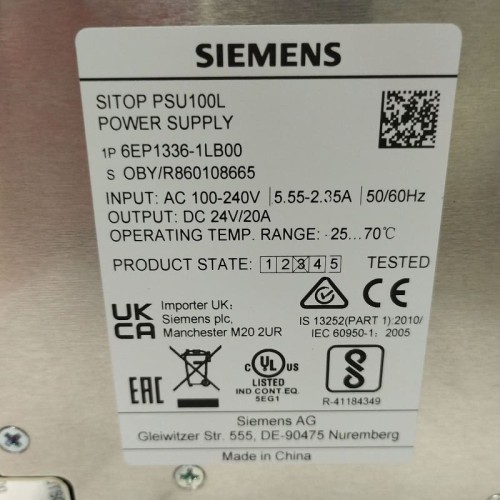 SIEMENS
SITOP PSU100L
POWER SUPPLY
1P 6EP1336-1LB00
S OBY/R860108665
INPUT: AC 100-240V | 5.55-2.35A | 50/60Hz
OUTPUT: DC 24V/20A
OPERATING TEMP. RANGE: -25...70℃
PRODUCT STATE: 1 2 3 4 5 TESTED
UK CA
Importer UK:
Siemens plc,
Manchester M20 2UR
CE
IS 13252(PART 1):2010/
IEC 60950-1: 2005
EAC
C UL US
LISTED
IND.CONT.EQ.
5EG1
R-41184349
Siemens AG
Gleiwitzer Str. 555, DE-90475 Nuremberg
Made in China